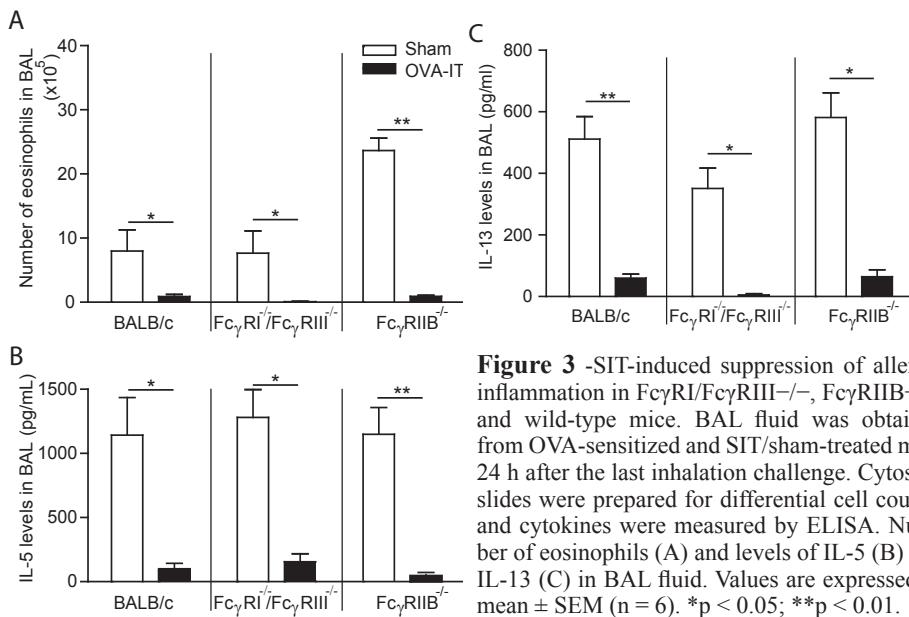 A
Number of eosinophils in BAL
(x10⁵)
40
30
20
10
0
Sham
OVA-IT
*
*
**
BALB/c
FcγRI⁻/⁻/FcγRIII⁻/⁻
FcγRIIB⁻/⁻
B
IL-5 levels in BAL (pg/mL)
1500
1000
500
0
*
*
**
BALB/c
FcγRI⁻/⁻/FcγRIII⁻/⁻
FcγRIIB⁻/⁻
C
IL-13 levels in BAL (pg/ml)
800
600
400
200
0
**
*
*
BALB/c
FcγRI⁻/⁻/FcγRIII⁻/⁻
FcγRIIB⁻/⁻
Figure 3 -SIT-induced suppression of aller
inflammation in FcγRI/FcγRIII−/−, FcγRIIB−
and wild-type mice. BAL fluid was obtai
from OVA-sensitized and SIT/sham-treated m
24 h after the last inhalation challenge. Cytos
slides were prepared for differential cell cou
and cytokines were measured by ELISA. Nu
ber of eosinophils (A) and levels of IL-5 (B)
IL-13 (C) in BAL fluid. Values are expressed
mean ± SEM (n = 6). *p < 0.05; **p < 0.01.